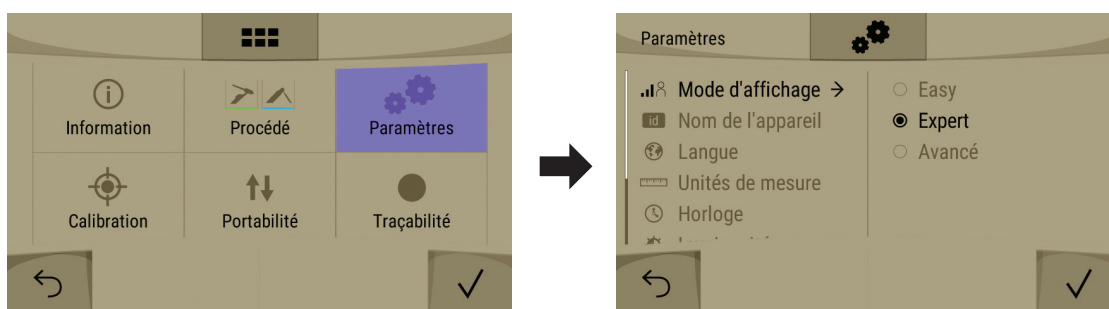 Information
Procédé
Paramètres
Calibration
Portabilité
Traçabilité
Paramètres
Mode d'affichage →
id Nom de l'appareil
Langue
Unités de mesure
Horloge
Easy
Expert
Avancé